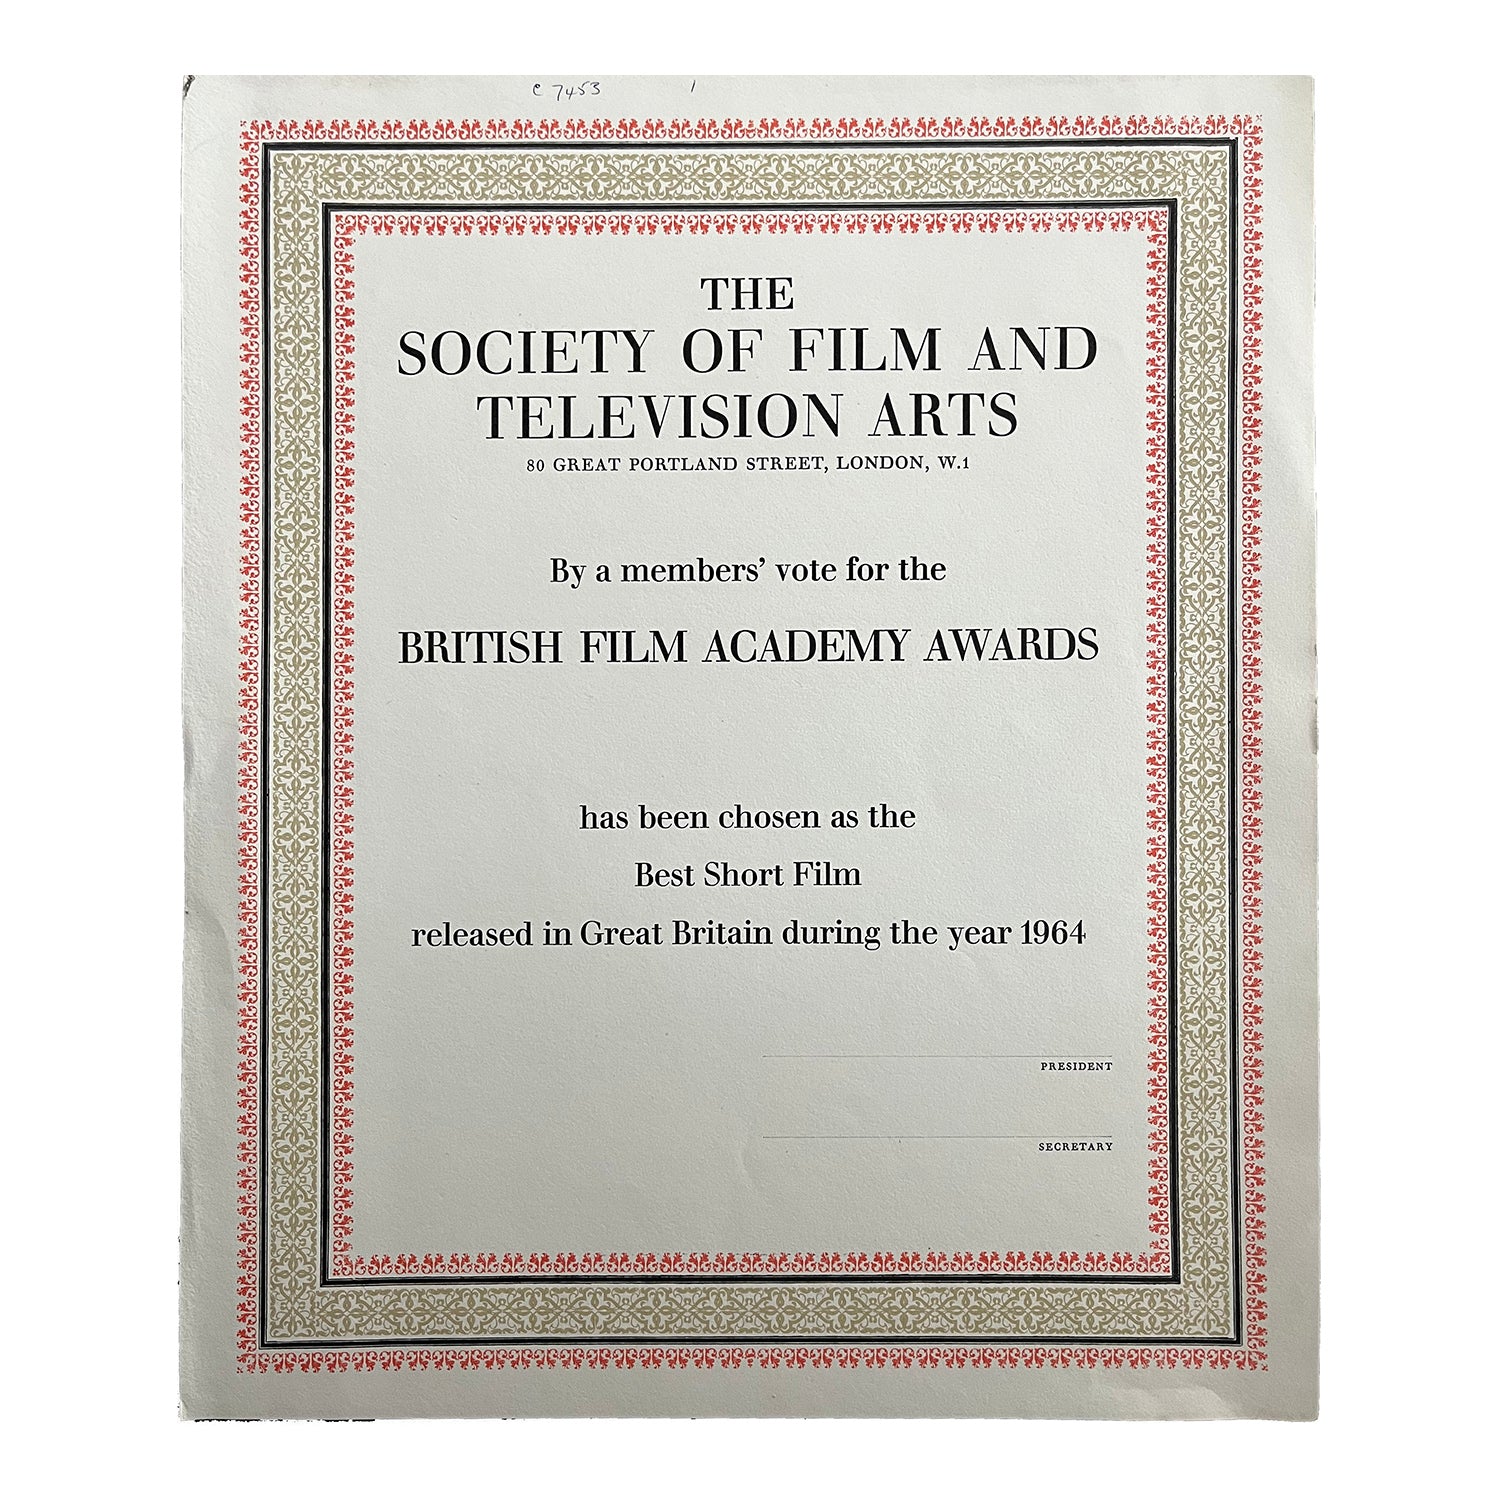 c 7453 1
THE
SOCIETY OF FILM AND
TELEVISION ARTS
80 GREAT PORTLAND STREET, LONDON, W.1
By a members’ vote for the
BRITISH FILM ACADEMY AWARDS
has been chosen as the
Best Short Film
released in Great Britain during the year 1964
PRESIDENT
SECRETARY